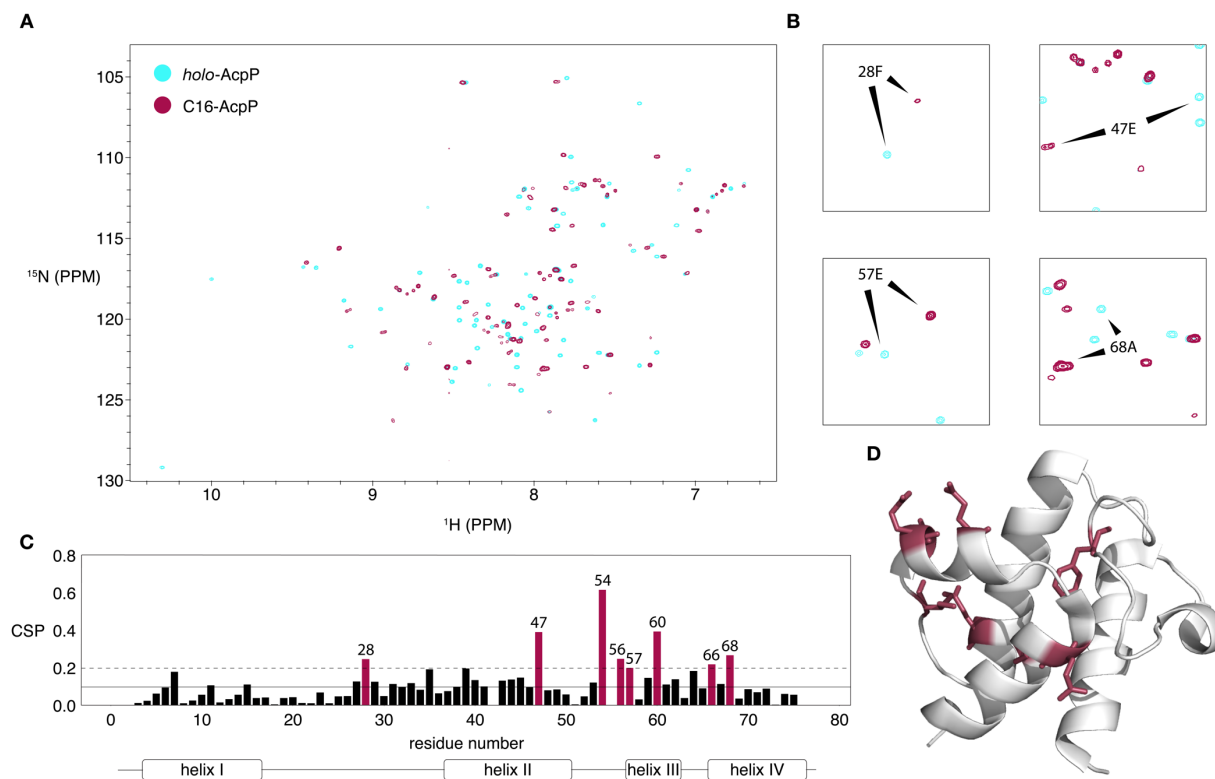 A
holo-AcpP
C16-AcpP
105
110
115
120
125
130
¹⁵N (PPM)
10
9
8
7
¹H (PPM)
B
28F
47E
57E
68A
C
0.8
0.6
0.4
0.2
0.0
CSP
28
47
54
56
57
60
66
68
0
10
20
30
40
50
60
70
80
residue number
helix I
helix II
helix III
helix IV
D